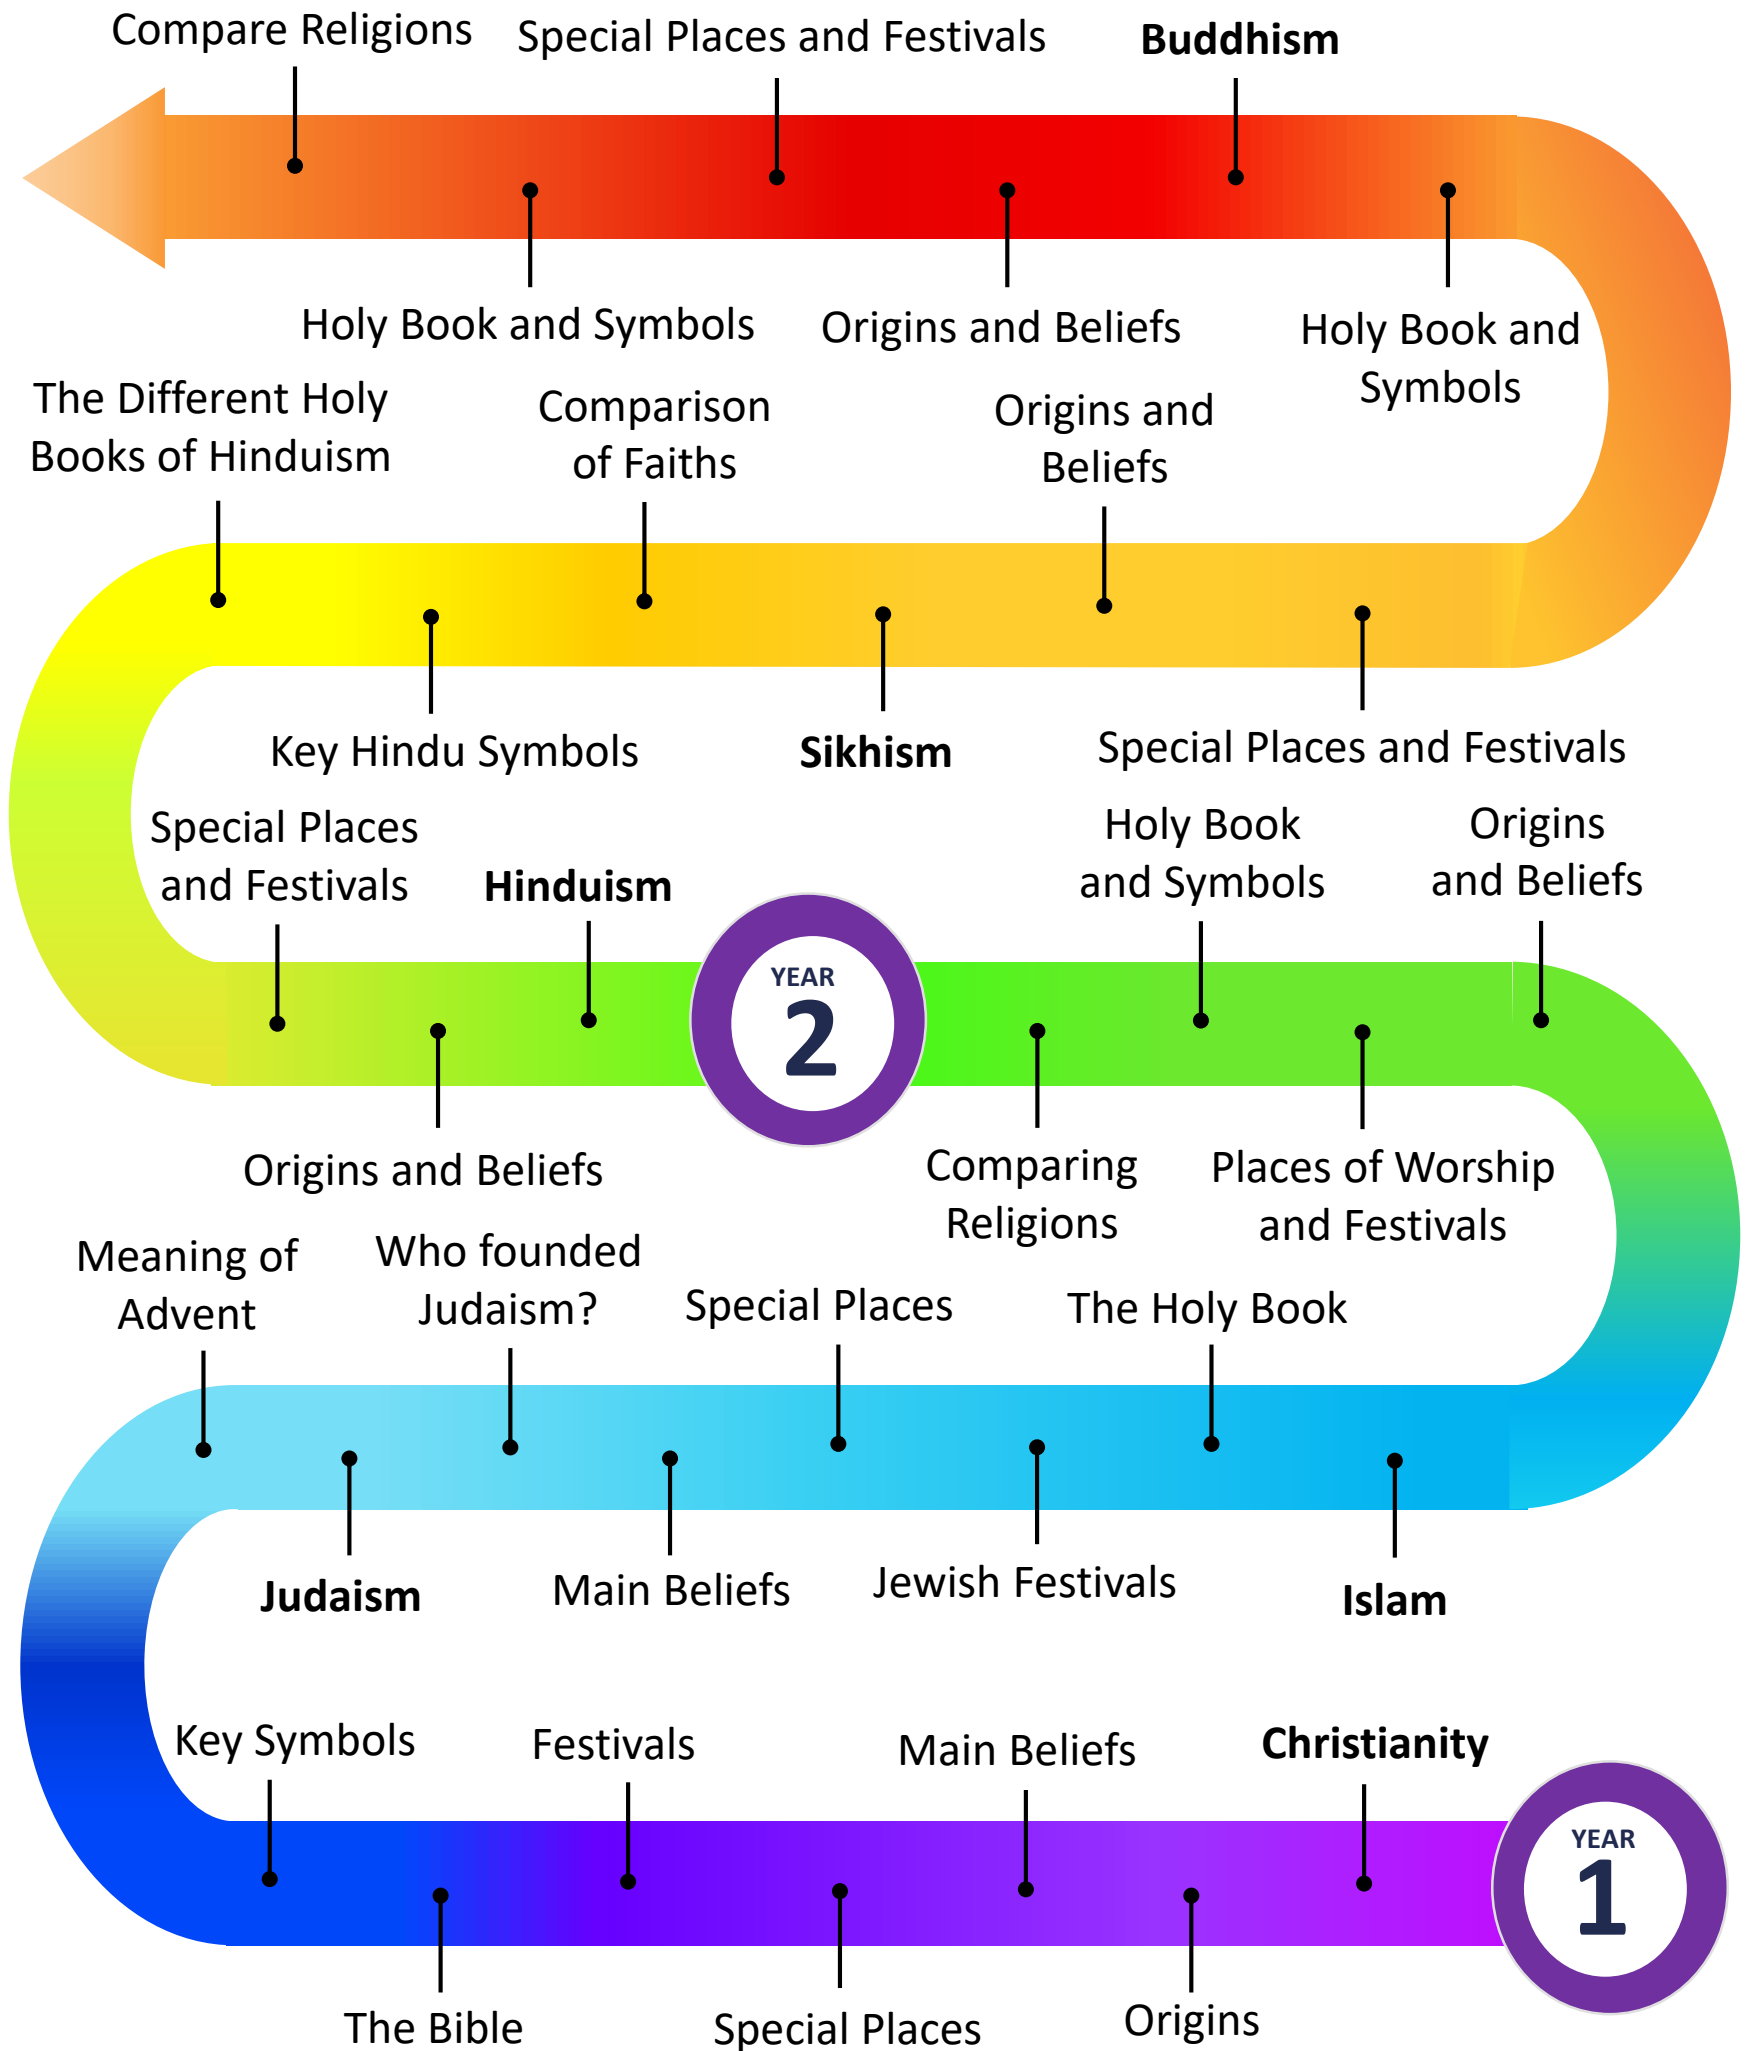 Compare Religions
Special Places and Festivals
Buddhism
Holy Book and Symbols
Origins and Beliefs
Holy Book and
Symbols
The Different Holy
Books of Hinduism
Comparison
of Faiths
Origins and
Beliefs
Key Hindu Symbols
Sikhism
Special Places and Festivals
Special Places
and Festivals
Hinduism
Holy Book
and Symbols
Origins
and Beliefs
YEAR
2
Origins and Beliefs
Comparing
Religions
Places of Worship
and Festivals
Meaning of
Advent
Who founded
Judaism?
Special Places
The Holy Book
Judaism
Main Beliefs
Jewish Festivals
Islam
Key Symbols
Festivals
Main Beliefs
Christianity
YEAR
1
The Bible
Special Places
Origins